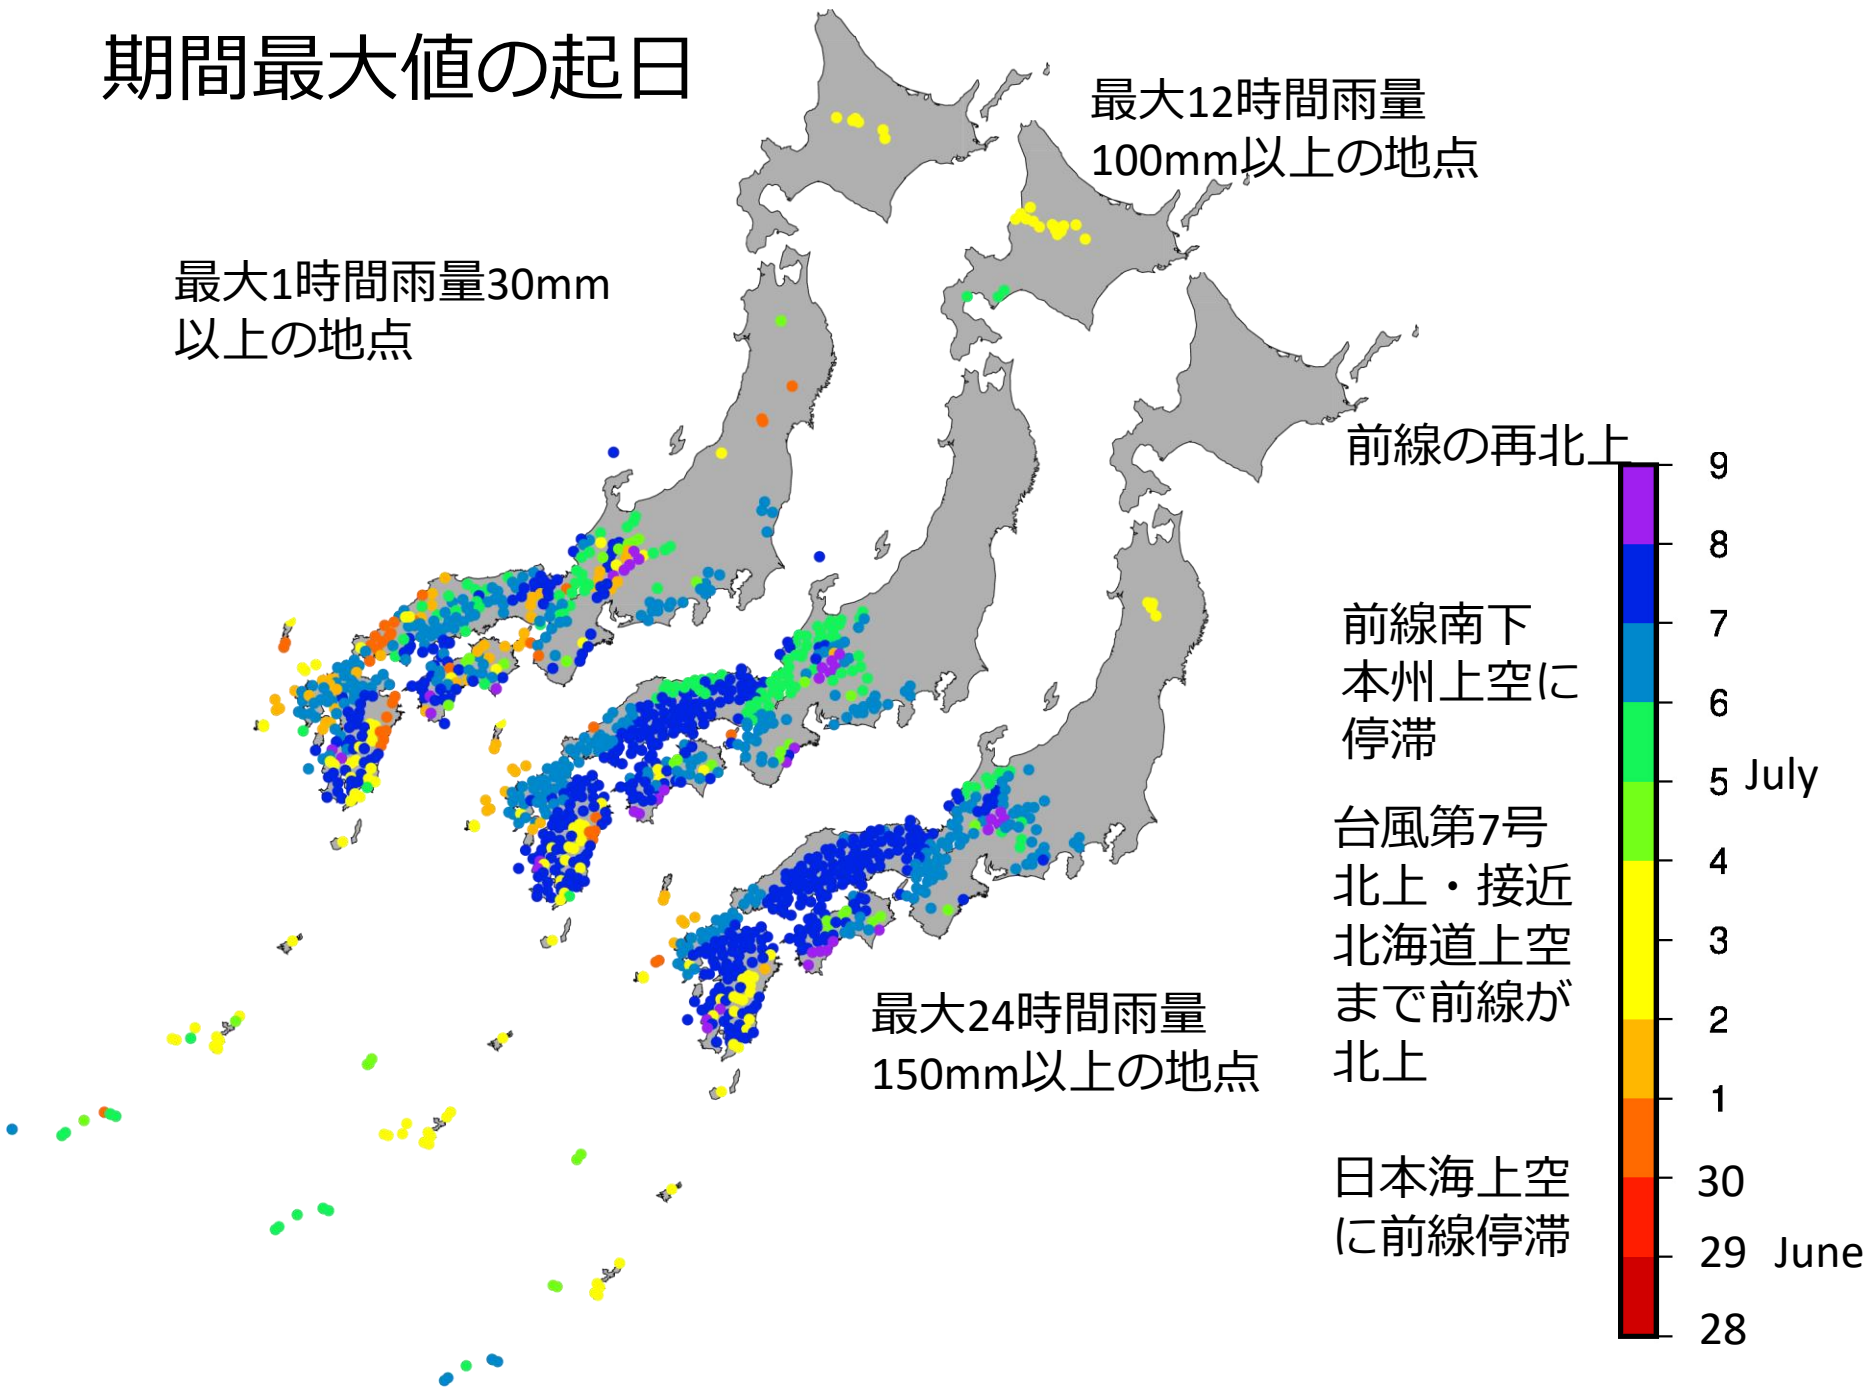 期間最大値の起日
最大12時間雨量
100mm以上の地点
最大1時間雨量30mm
以上の地点
最大24時間雨量
150mm以上の地点
前線の再北上
前線南下
本州上空に
停滞
台風第7号
北上・接近
北海道上空
まで前線が
北上
日本海上空
に前線停滞
9
8
7
6
5 July
4
3
2
1
30
29 June
28